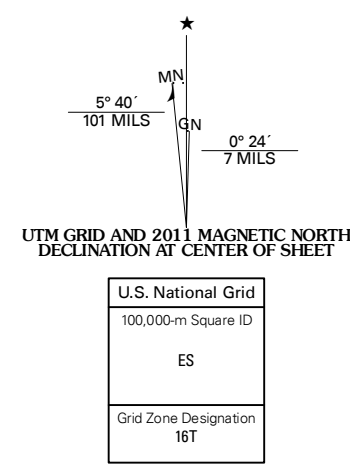 ★
MN
5° 40´
101 MILS
GN
0° 24´
7 MILS
UTM GRID AND 2011 MAGNETIC NORTH
DECLINATION AT CENTER OF SHEET
U.S. National Grid
100,000-m Square ID
ES
Grid Zone Designation
16T